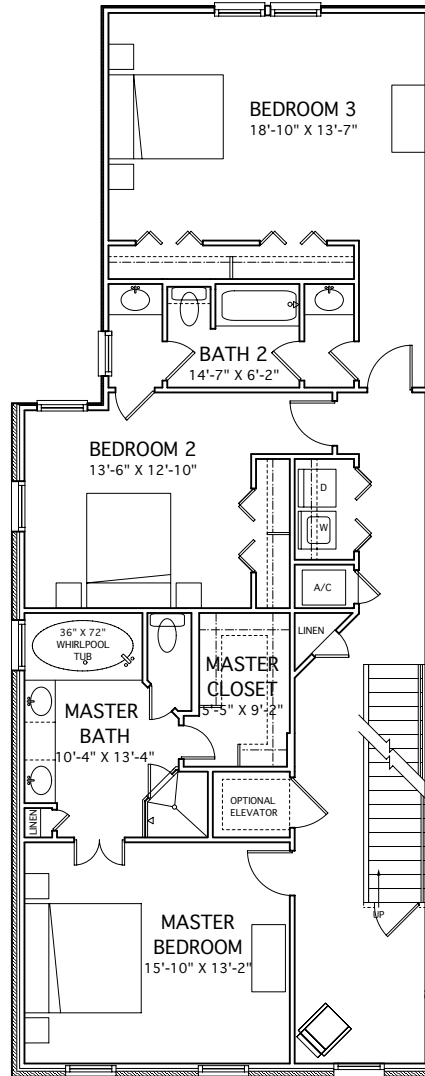 BEDROOM 3
18'-10" X 13'-7"
BATH 2
14'-7" X 6'-2"
BEDROOM 2
13'-6" X 12'-10"
D
W
A/C
LINEN
36" X 72"
WHIRLPOOL
TUB
MASTER
CLOSET
5'-5" X 9'-2"
MASTER
BATH
10'-4" X 13'-4"
OPTIONAL
ELEVATOR
LINEN
UP
MASTER
BEDROOM
15'-10" X 13'-2"